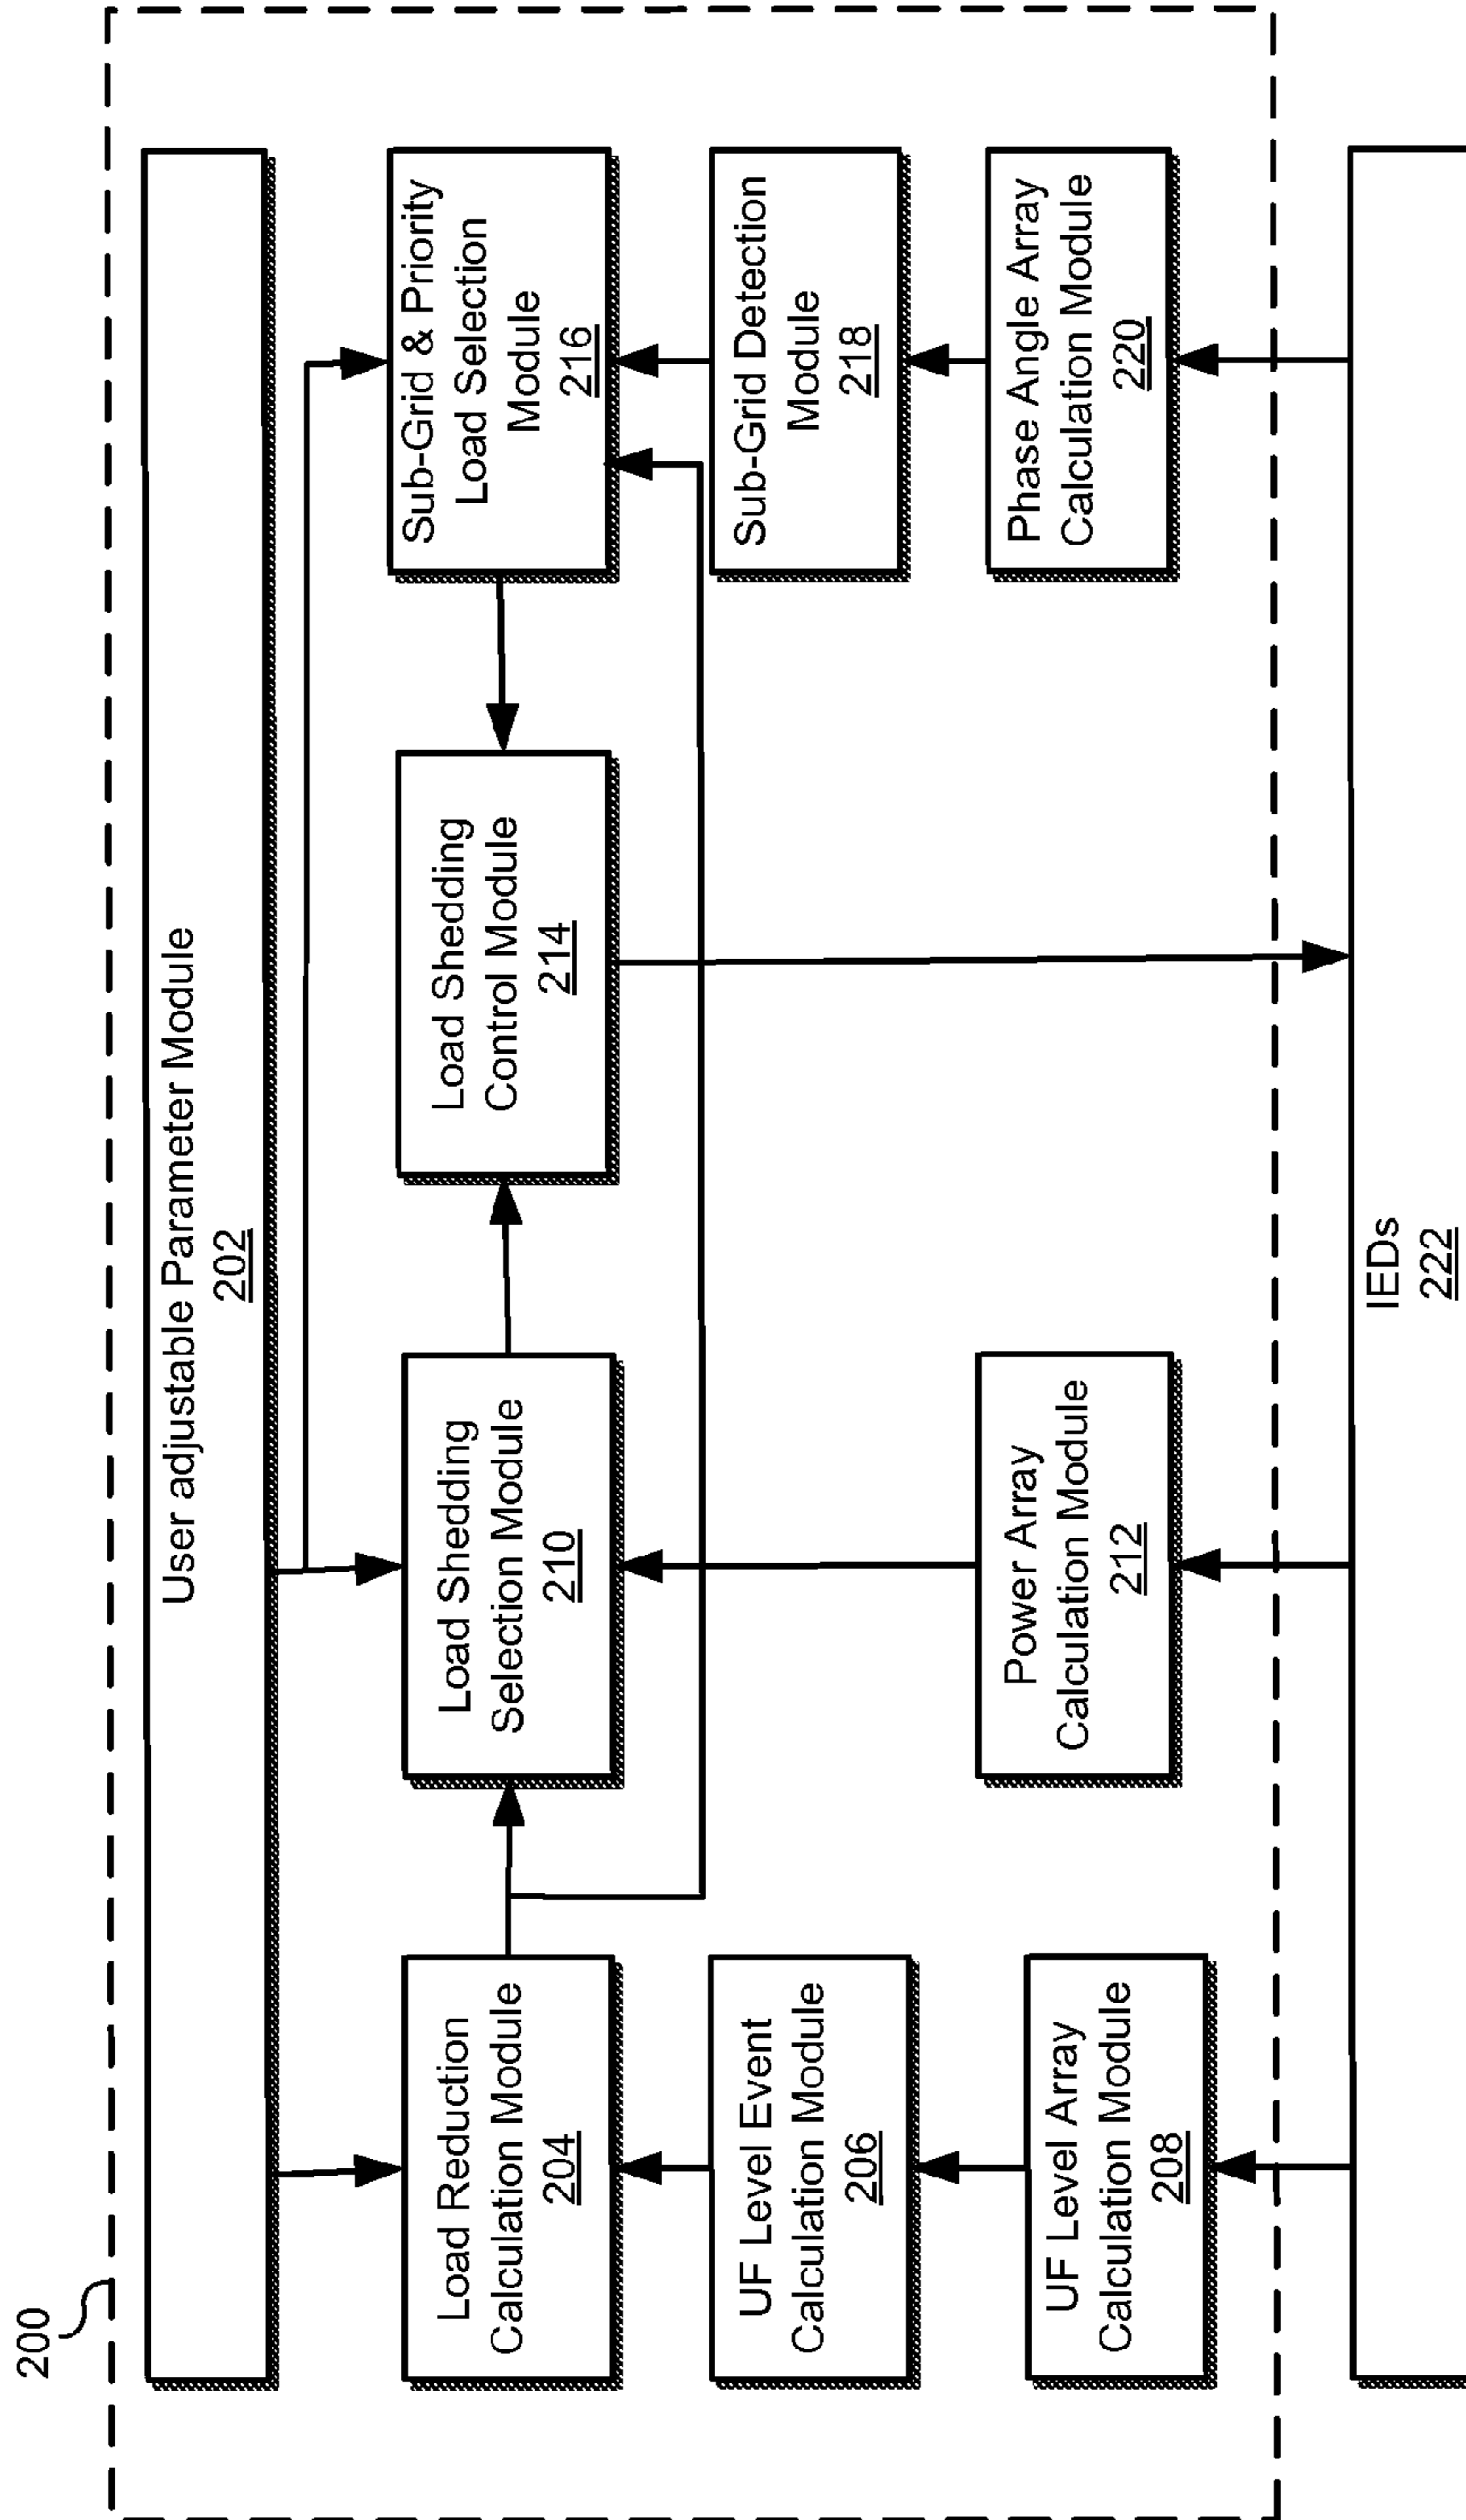 200
User adjustable Parameter Module
202
Load Reduction
Calculation Module
204
Load Shedding
Selection Module
210
Load Shedding
Control Module
214
Sub-Grid & Priority
Load Selection
Module
216
UF Level Event
Calculation Module
206
Sub-Grid Detection
Module
218
UF Level Array
Calculation Module
208
Power Array
Calculation Module
212
Phase Angle Array
Calculation Module
220
IEDs
222